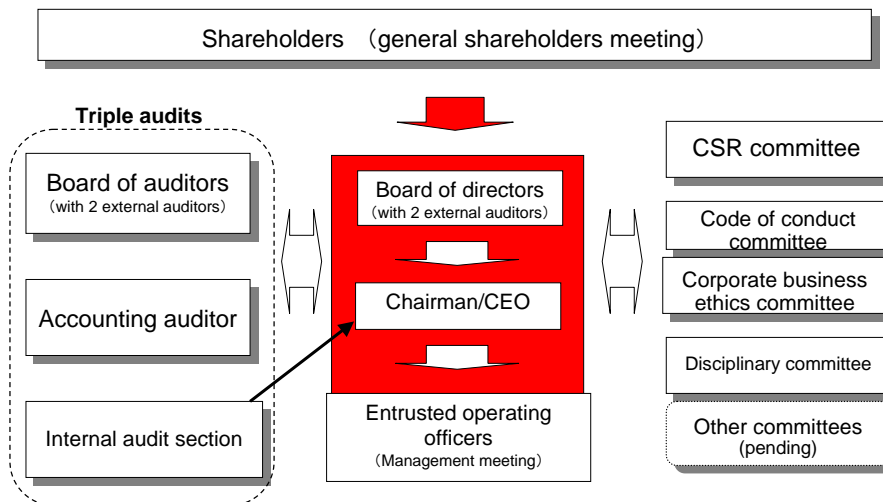 Shareholders （general shareholders meeting）
Triple audits
Board of auditors
（with 2 external auditors）
Accounting auditor
Internal audit section
Board of directors
（with 2 external auditors）
Chairman/CEO
Entrusted operating
officers
（Management meeting）
CSR committee
Code of conduct
committee
Corporate business
ethics committee
Disciplinary committee
Other committees
(pending)